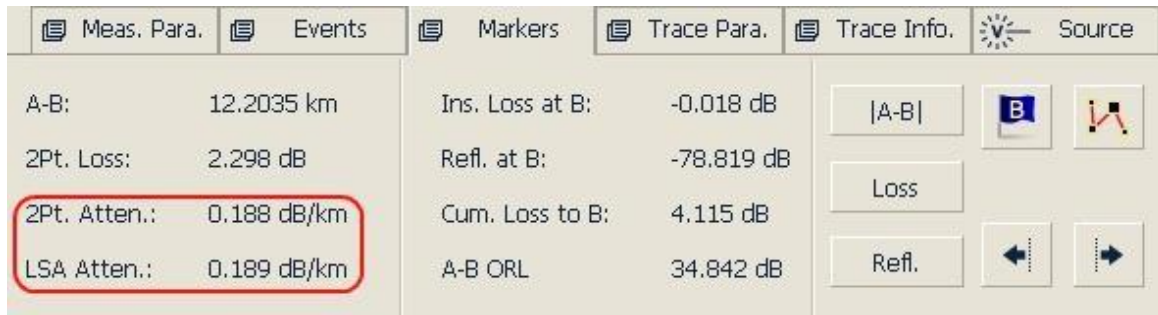 Meas. Para. Events Markers Trace Para. Trace Info. V Source
A-B: 12.2035 km Ins. Loss at B: -0.018 dB |A-B| B
2Pt. Loss: 2.298 dB Refl. at B: -78.819 dB Loss
2Pt. Atten.: 0.188 dB/km Cum. Loss to B: 4.115 dB
LSA Atten.: 0.189 dB/km A-B ORL 34.842 dB Refl.